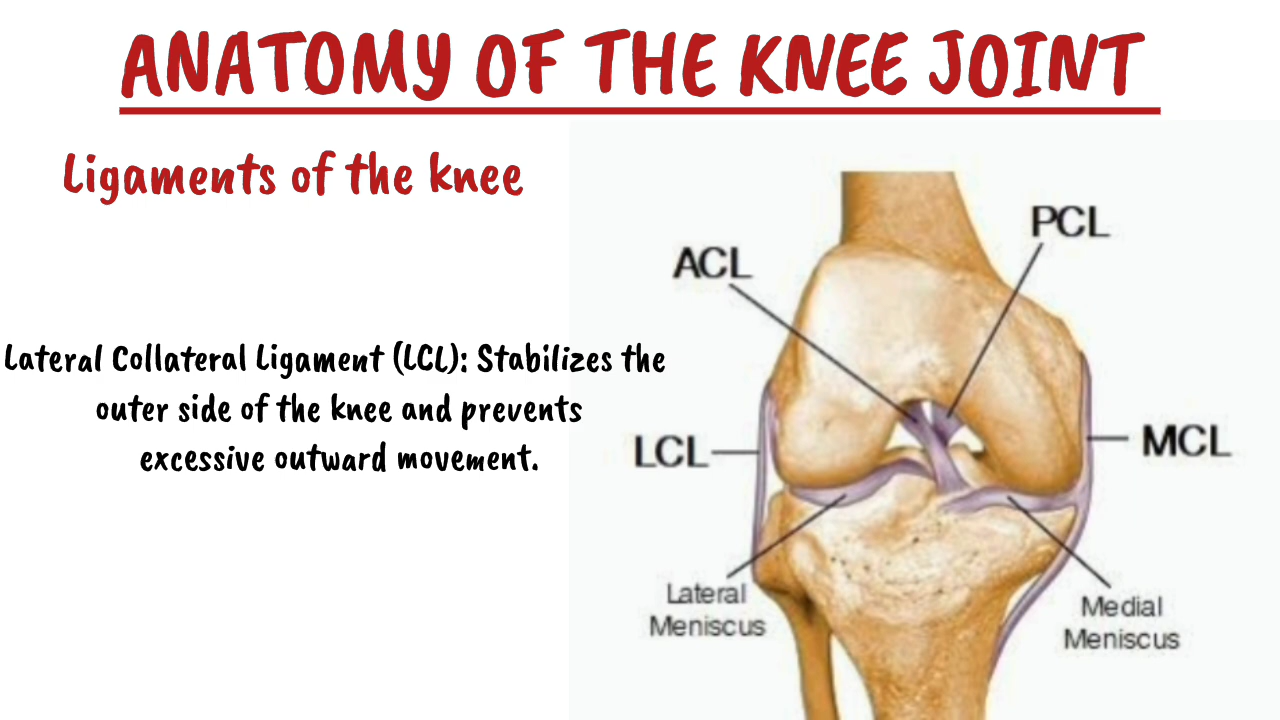 ANATOMY OF THE KNEE JOINT
Ligaments of the knee
Lateral Collateral Ligament (LCL): Stabilizes the
outer side of the knee and prevents
excessive outward movement.
PCL
ACL
LCL
MCL
Lateral
Meniscus
Medial
Meniscus